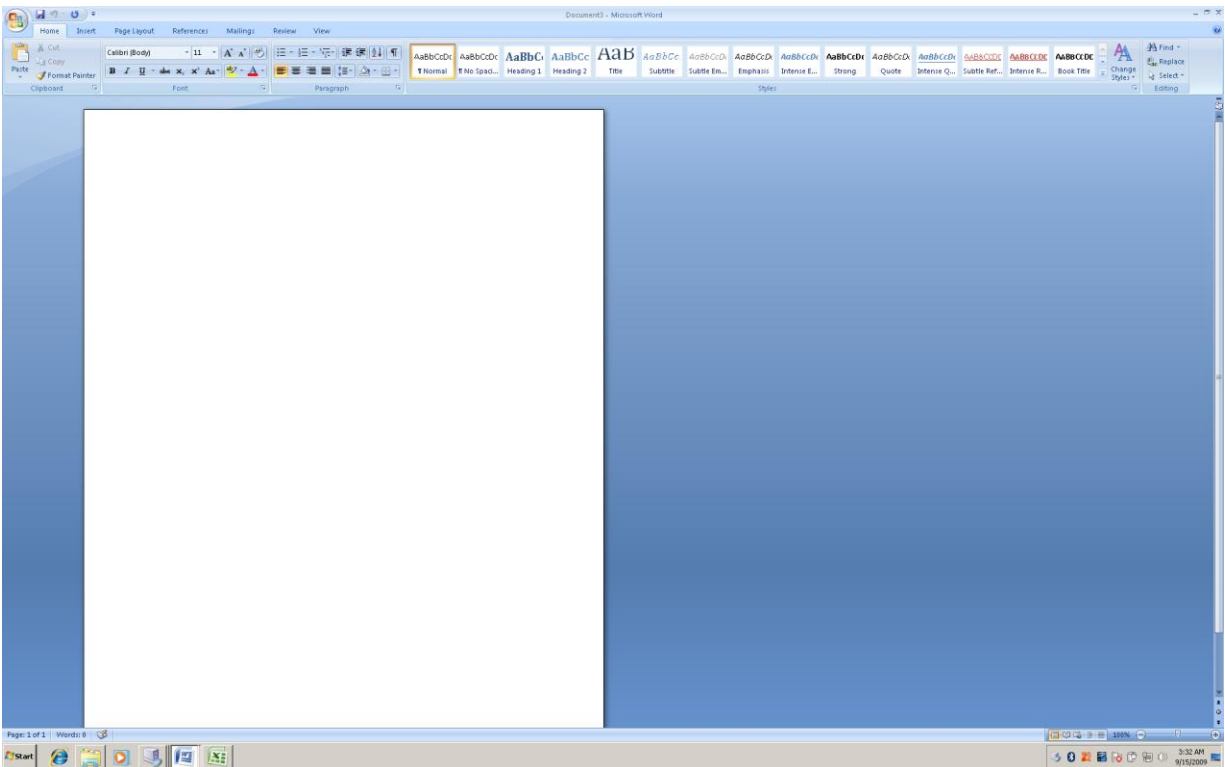 Document3 - Microsoft Word
Home Insert Page Layout References Mailings Review View
Paste
Cut
Copy
Format Painter
Clipboard
Calibri (Body) 11
Font
Paragraph
AaBbCcDc AaBbCcDc AaBbC AaBbCc AaB AaBbCc AaBbCcDc AaBbCcDc AaBbCcDc AaBbCcDc AaBbCcDc AaBbCcDc AaBbCcDc AaBbCcDc AaBbCcDc
¶ Normal ¶ No Spaci... Heading 1 Heading 2 Title Subtitle Subtle Em... Emphasis Intense E... Strong Quote Intense Q... Subtle Ref... Intense R... Book Title
Change Styles
Styles
Find
Replace
Select
Editing
Page: 1 of 1 Words: 0
100%
Start
3:32 AM
9/15/2009